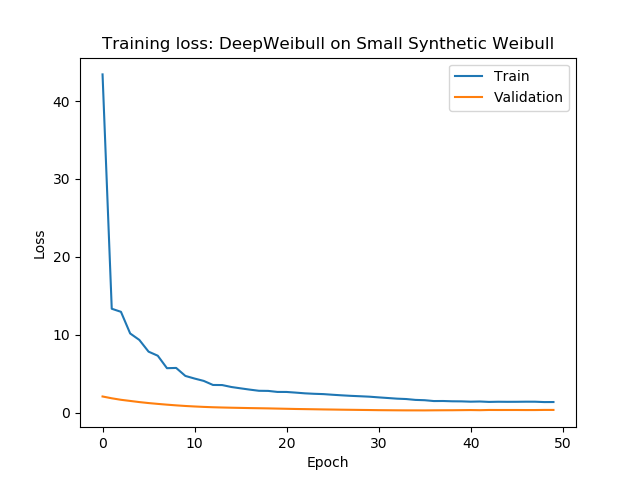 Training loss: DeepWeibull on Small Synthetic Weibull
Train
Validation
40
30
20
10
0
Loss
0 10 20 30 40 50
Epoch